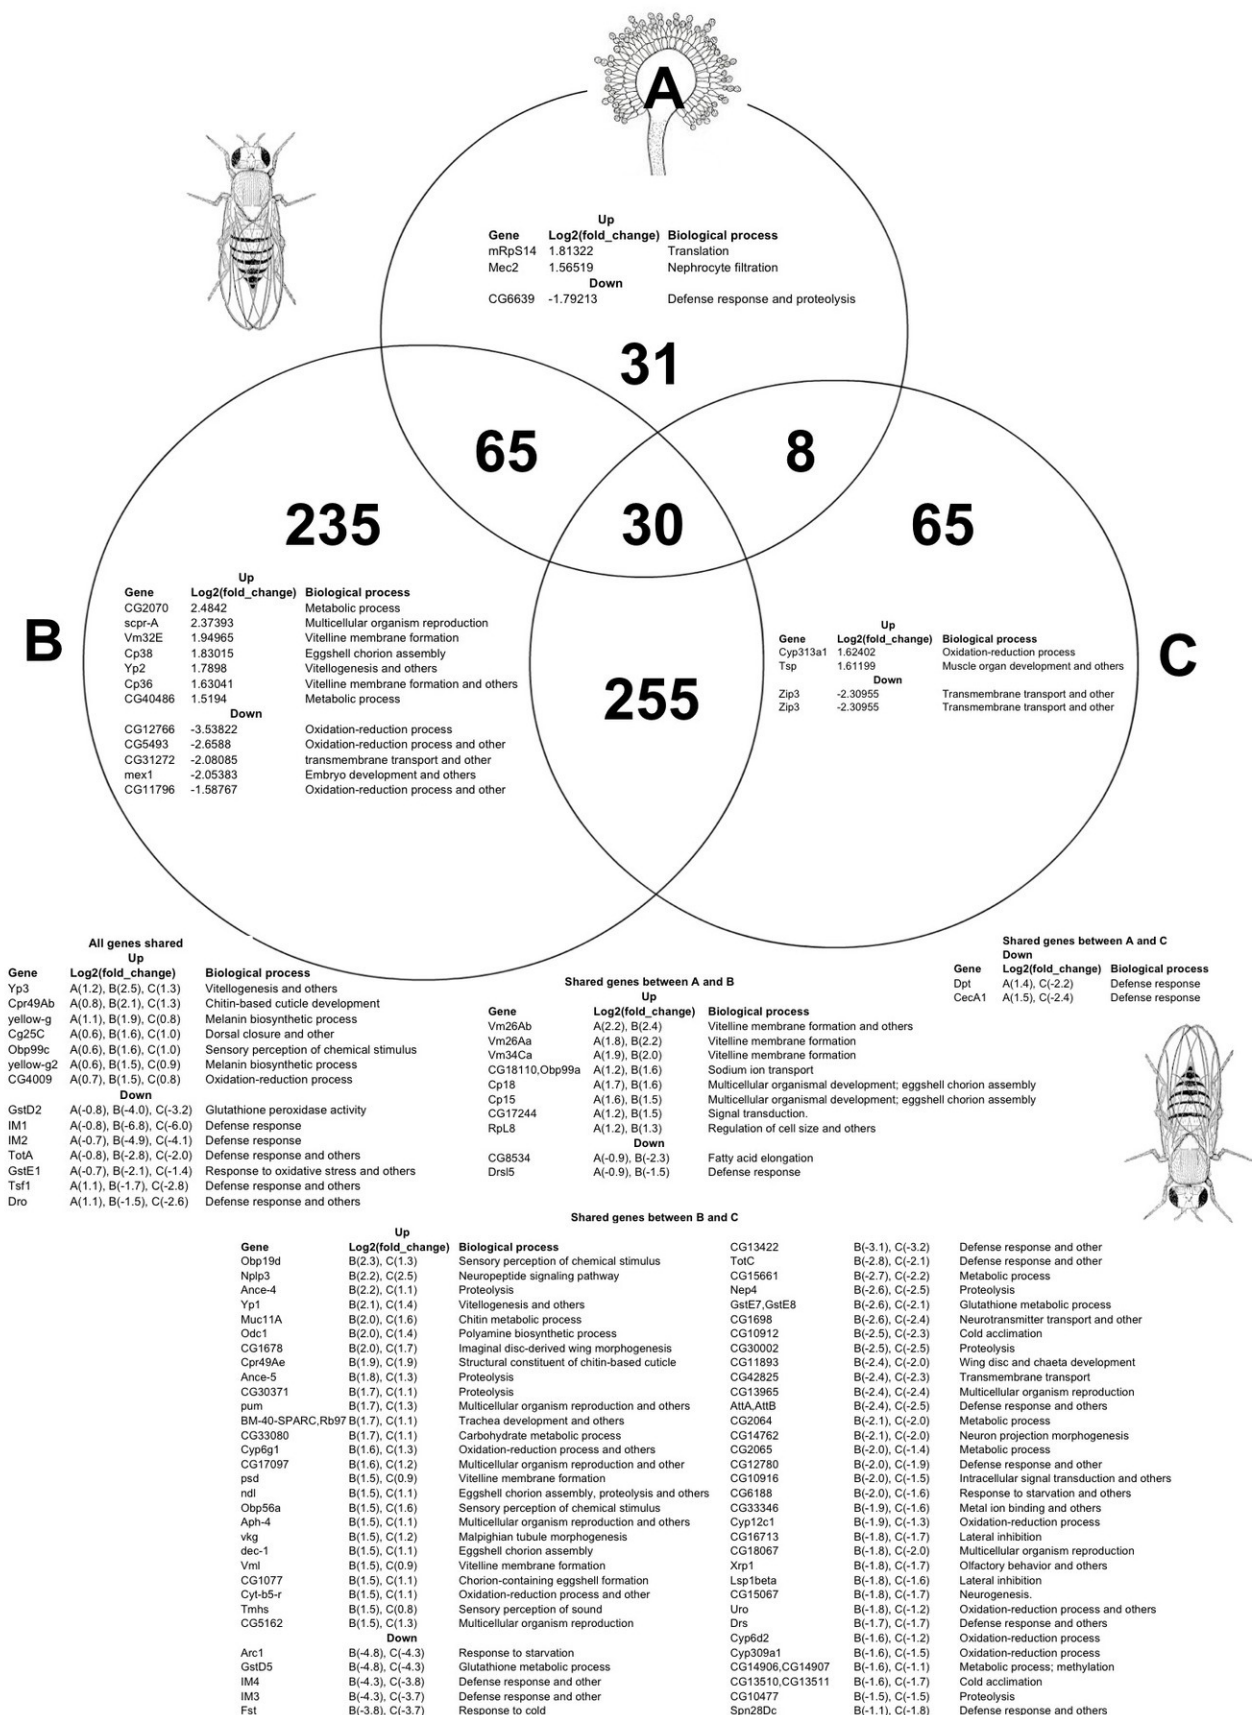 A
Up
Gene Log2(fold_change) Biological process
mRpS14 1.81322 Translation
Mec2 1.56519 Nephrocyte filtration
Down
CG6639 -1.79213 Defense response and proteolysis
31
65
8
235
30
65
B
Up
Gene Log2(fold_change) Biological process
CG2070 2.4842 Metabolic process
scpr-A 2.37393 Multicellular organism reproduction
Vm32E 1.94965 Vitelline membrane formation
Cp38 1.83015 Eggshell chorion assembly
Yp2 1.7898 Vitellogenesis and others
Cp36 1.63041 Vitelline membrane formation and others
CG40486 1.5194 Metabolic process
Down
CG12766 -3.53822 Oxidation-reduction process
CG5493 -2.6588 Oxidation-reduction process and other
CG31272 -2.08085 transmembrane transport and other
mex1 -2.05383 Embryo development and others
CG11796 -1.58767 Oxidation-reduction process and other
255
Up
Gene Log2(fold_change) Biological process
Cyp313a1 1.62402 Oxidation-reduction process
Tsp 1.61199 Muscle organ development and others
Down
Zip3 -2.30955 Transmembrane transport and other
Zip3 -2.30955 Transmembrane transport and other
C
All genes shared
Up
Gene Log2(fold_change) Biological process
Yp3 A(1.2), B(2.5), C(1.3) Vitellogenesis and others
Cpr49Ab A(0.8), B(2.1), C(1.3) Chitin-based cuticle development
yellow-g A(1.1), B(1.9), C(0.8) Melanin biosynthetic process
Cg25C A(0.6), B(1.6), C(1.0) Dorsal closure and other
Obp99c A(0.6), B(1.6), C(1.0) Sensory perception of chemical stimulus
yellow-g2 A(0.6), B(1.5), C(0.9) Melanin biosynthetic process
CG4009 A(0.7), B(1.5), C(0.8) Oxidation-reduction process
Down
GstD2 A(-0.8), B(-4.0), C(-3.2) Glutathione peroxidase activity
IM1 A(-0.8), B(-6.8), C(-6.0) Defense response
IM2 A(-0.7), B(-4.9), C(-4.1) Defense response
TotA A(-0.8), B(-2.8), C(-2.0) Defense response and others
GstE1 A(-0.7), B(-2.1), C(-1.4) Response to oxidative stress and others
Tsf1 A(1.1), B(-1.7), C(-2.8) Defense response and others
Dro A(1.1), B(-1.5), C(-2.6) Defense response and others
Shared genes between A and B
Up
Gene Log2(fold_change) Biological process
Vm26Ab A(2.2), B(2.4) Vitelline membrane formation and others
Vm26Aa A(1.8), B(2.2) Vitelline membrane formation
Vm34Ca A(1.9), B(2.0) Vitelline membrane formation
CG18110,Obp99a A(1.2), B(1.6) Sodium ion transport
Cp18 A(1.7), B(1.6) Multicellular organismal development; eggshell chorion assembly
Cp15 A(1.6), B(1.5) Multicellular organismal development; eggshell chorion assembly
CG17244 A(1.2), B(1.5) Signal transduction.
RpL8 A(1.2), B(1.3) Regulation of cell size and others
Down
CG8534 A(-0.9), B(-2.3) Fatty acid elongation
Drsl5 A(-0.9), B(-1.5) Defense response
Shared genes between A and C
Down
Gene Log2(fold_change) Biological process
Dpt A(1.4), C(-2.2) Defense response
CecA1 A(1.5), C(-2.4) Defense response
Shared genes between B and C
Up
Gene Log2(fold_change) Biological process
Obp19d B(2.3), C(1.3) Sensory perception of chemical stimulus
Nplp3 B(2.2), C(2.5) Neuropeptide signaling pathway
Ance-4 B(2.2), C(1.1) Proteolysis
Yp1 B(2.1), C(1.4) Vitellogenesis and others
Muc11A B(2.0), C(1.6) Chitin metabolic process
Odc1 B(2.0), C(1.4) Polyamine biosynthetic process
CG1678 B(2.0), C(1.7) Imaginal disc-derived wing morphogenesis
Cpr49Ae B(1.9), C(1.9) Structural constituent of chitin-based cuticle
Ance-5 B(1.8), C(1.3) Proteolysis
CG30371 B(1.7), C(1.1) Proteolysis
pum B(1.7), C(1.3) Multicellular organism reproduction and others
BM-40-SPARC,Rb97 B(1.7), C(1.1) Trachea development and others
CG33080 B(1.7), C(1.1) Carbohydrate metabolic process
Cyp6g1 B(1.6), C(1.3) Oxidation-reduction process and others
CG17097 B(1.6), C(1.2) Multicellular organism reproduction and other
psd B(1.5), C(0.9) Vitelline membrane formation
ndl B(1.5), C(1.1) Eggshell chorion assembly, proteolysis and others
Obp56a B(1.5), C(1.6) Sensory perception of chemical stimulus
Aph-4 B(1.5), C(1.1) Multicellular organism reproduction and others
vkg B(1.5), C(1.2) Malpighian tubule morphogenesis
dec-1 B(1.5), C(1.1) Eggshell chorion assembly
Vml B(1.5), C(0.9) Vitelline membrane formation
CG1077 B(1.5), C(1.1) Chorion-containing eggshell formation
Cyt-b5-r B(1.5), C(1.1) Oxidation-reduction process and other
Tmhs B(1.5), C(0.8) Sensory perception of sound
CG5162 B(1.5), C(1.3) Multicellular organism reproduction
Down
Arc1 B(-4.8), C(-4.3) Response to starvation
GstD5 B(-4.8), C(-4.3) Glutathione metabolic process
IM4 B(-4.3), C(-3.8) Defense response and other
IM3 B(-4.3), C(-3.7) Defense response and other
Fst B(-3.8), C(-3.7) Response to cold
CG13422 B(-3.1), C(-3.2) Defense response and other
TotC B(-2.8), C(-2.1) Defense response and other
CG15661 B(-2.7), C(-2.2) Metabolic process
Nep4 B(-2.6), C(-2.5) Proteolysis
GstE7,GstE8 B(-2.6), C(-2.1) Glutathione metabolic process
CG1698 B(-2.6), C(-2.4) Neurotransmitter transport and other
CG10912 B(-2.5), C(-2.3) Cold acclimation
CG30002 B(-2.5), C(-2.5) Proteolysis
CG11893 B(-2.4), C(-2.0) Wing disc and chaeta development
CG42825 B(-2.4), C(-2.3) Transmembrane transport
CG13965 B(-2.4), C(-2.4) Multicellular organism reproduction
AttA,AttB B(-2.4), C(-2.5) Defense response and others
CG2064 B(-2.1), C(-2.0) Metabolic process
CG14762 B(-2.1), C(-2.0) Neuron projection morphogenesis
CG2065 B(-2.0), C(-1.4) Metabolic process
CG12780 B(-2.0), C(-1.9) Defense response and other
CG10916 B(-2.0), C(-1.5) Intracellular signal transduction and others
CG6188 B(-2.0), C(-1.6) Response to starvation and others
CG33346 B(-1.9), C(-1.6) Metal ion binding and others
Cyp12c1 B(-1.9), C(-1.3) Oxidation-reduction process
CG16713 B(-1.8), C(-1.7) Lateral inhibition
CG18067 B(-1.8), C(-2.0) Multicellular organism reproduction
Xrp1 B(-1.8), C(-1.7) Olfactory behavior and others
Lsp1beta B(-1.8), C(-1.6) Lateral inhibition
CG15067 B(-1.8), C(-1.7) Neurogenesis.
Uro B(-1.8), C(-1.2) Oxidation-reduction process and others
Drs B(-1.7), C(-1.7) Defense response and others
Cyp6d2 B(-1.6), C(-1.2) Oxidation-reduction process
Cyp309a1 B(-1.6), C(-1.5) Oxidation-reduction process
CG14906,CG14907 B(-1.6), C(-1.1) Metabolic process; methylation
CG13510,CG13511 B(-1.6), C(-1.7) Cold acclimation
CG10477 B(-1.5), C(-1.5) Proteolysis
Spn28Dc B(-1.1), C(-1.8) Defense response and others